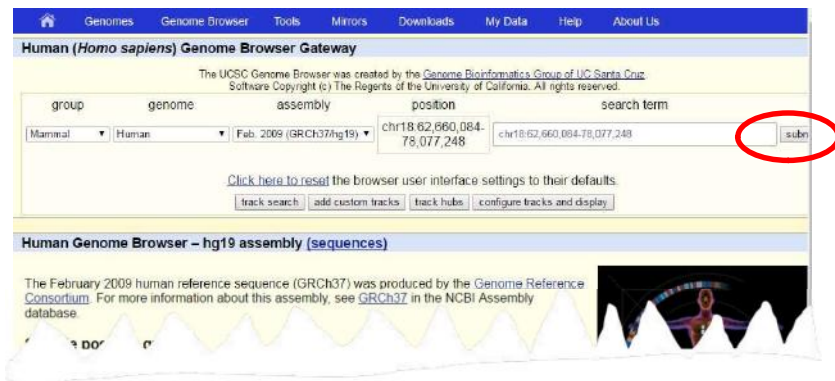 Genomes Genome Browser Tools Mirrors Downloads My Data Help About Us
Human (Homo sapiens) Genome Browser Gateway
The UCSC Genome Browser was created by the Genome Bioinformatics Group of UC Santa Cruz.
Software Copyright (c) The Regents of the University of California. All rights reserved.
group genome assembly position search term
Mammal Human Feb. 2009 (GRCh37/hg19) chr18:62,660,084-78,077,248 chr18:62,660,084-78,077,248 subm
Click here to reset the browser user interface settings to their defaults.
track search add custom tracks track hubs configure tracks and display
Human Genome Browser – hg19 assembly (sequences)
The February 2009 human reference sequence (GRCh37) was produced by the Genome Reference
Consortium. For more information about this assembly, see GRCh37 in the NCBI Assembly
database.